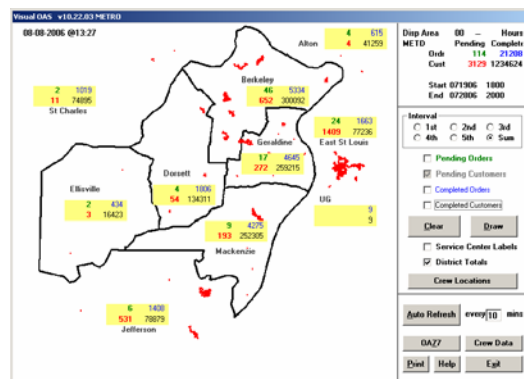 Visual OAS v10.22.03 METRO
08-08-2006 @13:27
4 615
4 41259
Alton
2 1019
11 74895
St Charles
Berkeley
46 5334
652 300092
24 1663
1409 77236
East St Louis
Geraldine
17 4645
272 259215
Dorsett
4 1806
54 134311
Ellisville
2 434
3 16423
UG
9
9
9 4275
193 252305
Mackenzie
6 1408
531 78879
Jefferson
Disp Area 00 – Hours
METD Pending Complete
Ordr 114 21208
Cust 3129 1234624
Start 071906 1800
End 072806 2000
Interval
1st 2nd 3rd
4th 5th Sum
Pending Orders
Pending Customers
Completed Orders
Completed Customers
Clear Draw
Service Center Labels
District Totals
Crew Locations
Auto Refresh every 10 mins
OAZ7 Crew Data
Print Help Exit